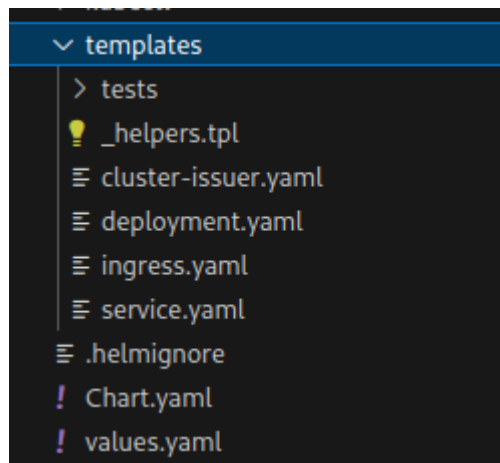 templates
tests
_helpers.tpl
cluster-issuer.yaml
deployment.yaml
ingress.yaml
service.yaml
.helmignore
! Chart.yaml
! values.yaml